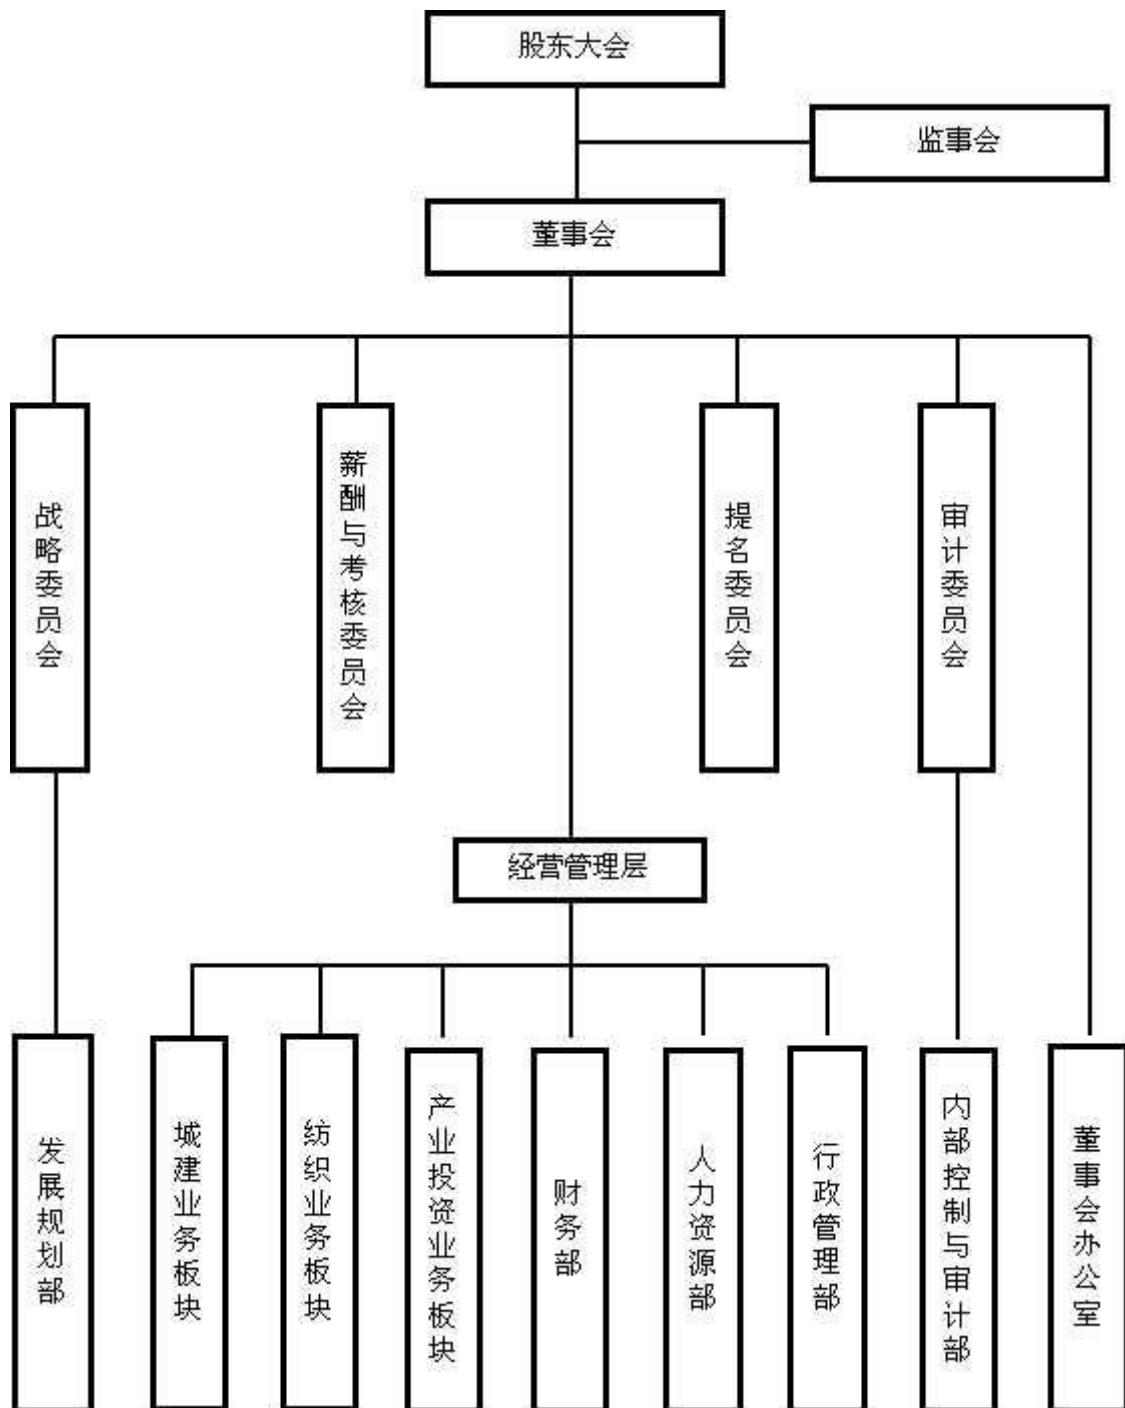 股东大会
监事会
董事会
战略委员会
薪酬与考核委员会
提名委员会
审计委员会
经营管理层
发展规划部
城建业务板块
纺织业务板块
产业投资业务板块
财务部
人力资源部
行政管理部
内部控制与审计部
董事会办公室